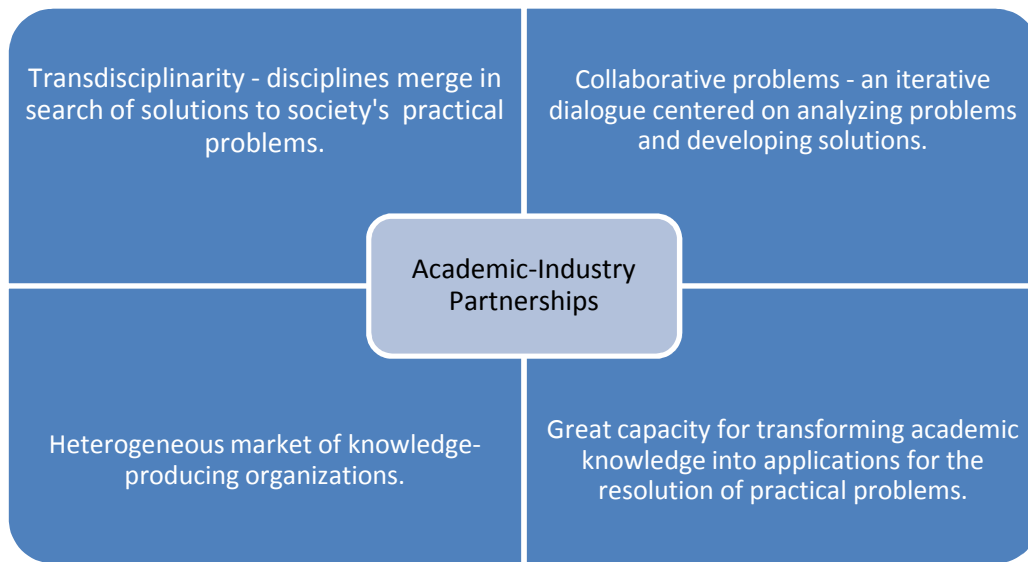 Transdisciplinarity - disciplines merge in
search of solutions to society's practical
problems.
Collaborative problems - an iterative
dialogue centered on analyzing problems
and developing solutions.
Academic-Industry
Partnerships
Heterogeneous market of knowledge-
producing organizations.
Great capacity for transforming academic
knowledge into applications for the
resolution of practical problems.